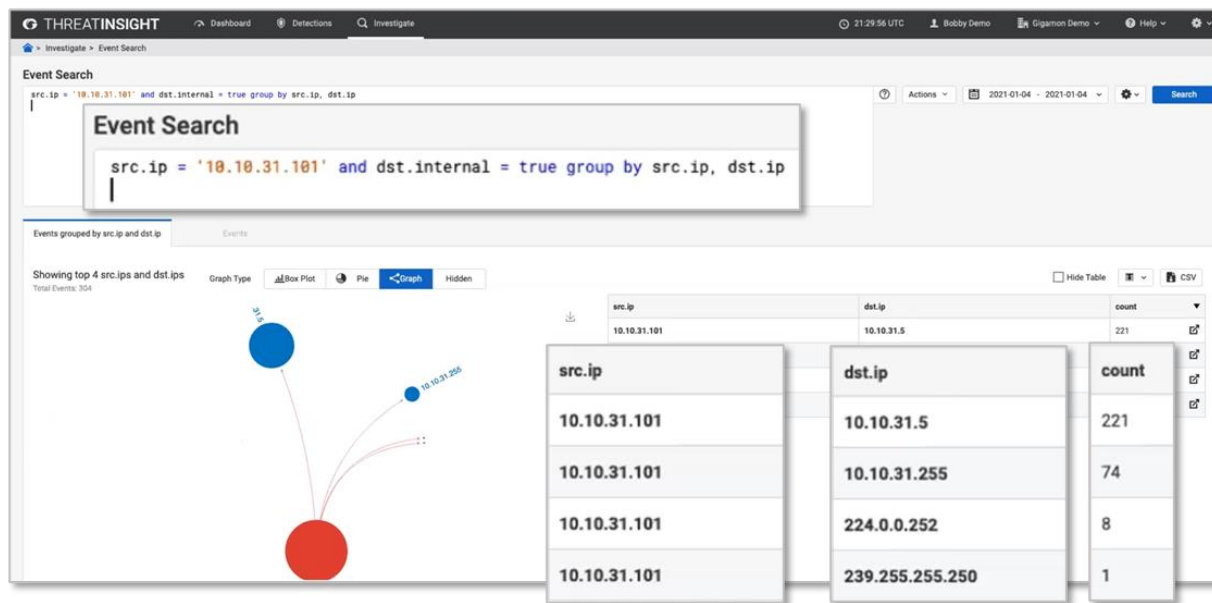 THREATINSIGHT Dashboard Detections Investigate 21:29:56 UTC Bobby Demo Gigamon Demo Help
> Investigate > Event Search
Event Search
src.ip = '10.10.31.101' and dst.internal = true group by src.ip, dst.ip
Actions 2021-01-04 - 2021-01-04 Search
Event Search
src.ip = '10.10.31.101' and dst.internal = true group by src.ip, dst.ip
Events grouped by src.ip and dst.ip Events
Showing top 4 src.ips and dst.ips Graph Type Box Plot Pie Graph Hidden Hide Table CSV
Total Events: 304
31.5
10.10.31.255
src.ip dst.ip count
10.10.31.101 10.10.31.5 221
src.ip dst.ip count
10.10.31.101 10.10.31.5 221
10.10.31.101 10.10.31.255 74
10.10.31.101 224.0.0.252 8
10.10.31.101 239.255.255.250 1